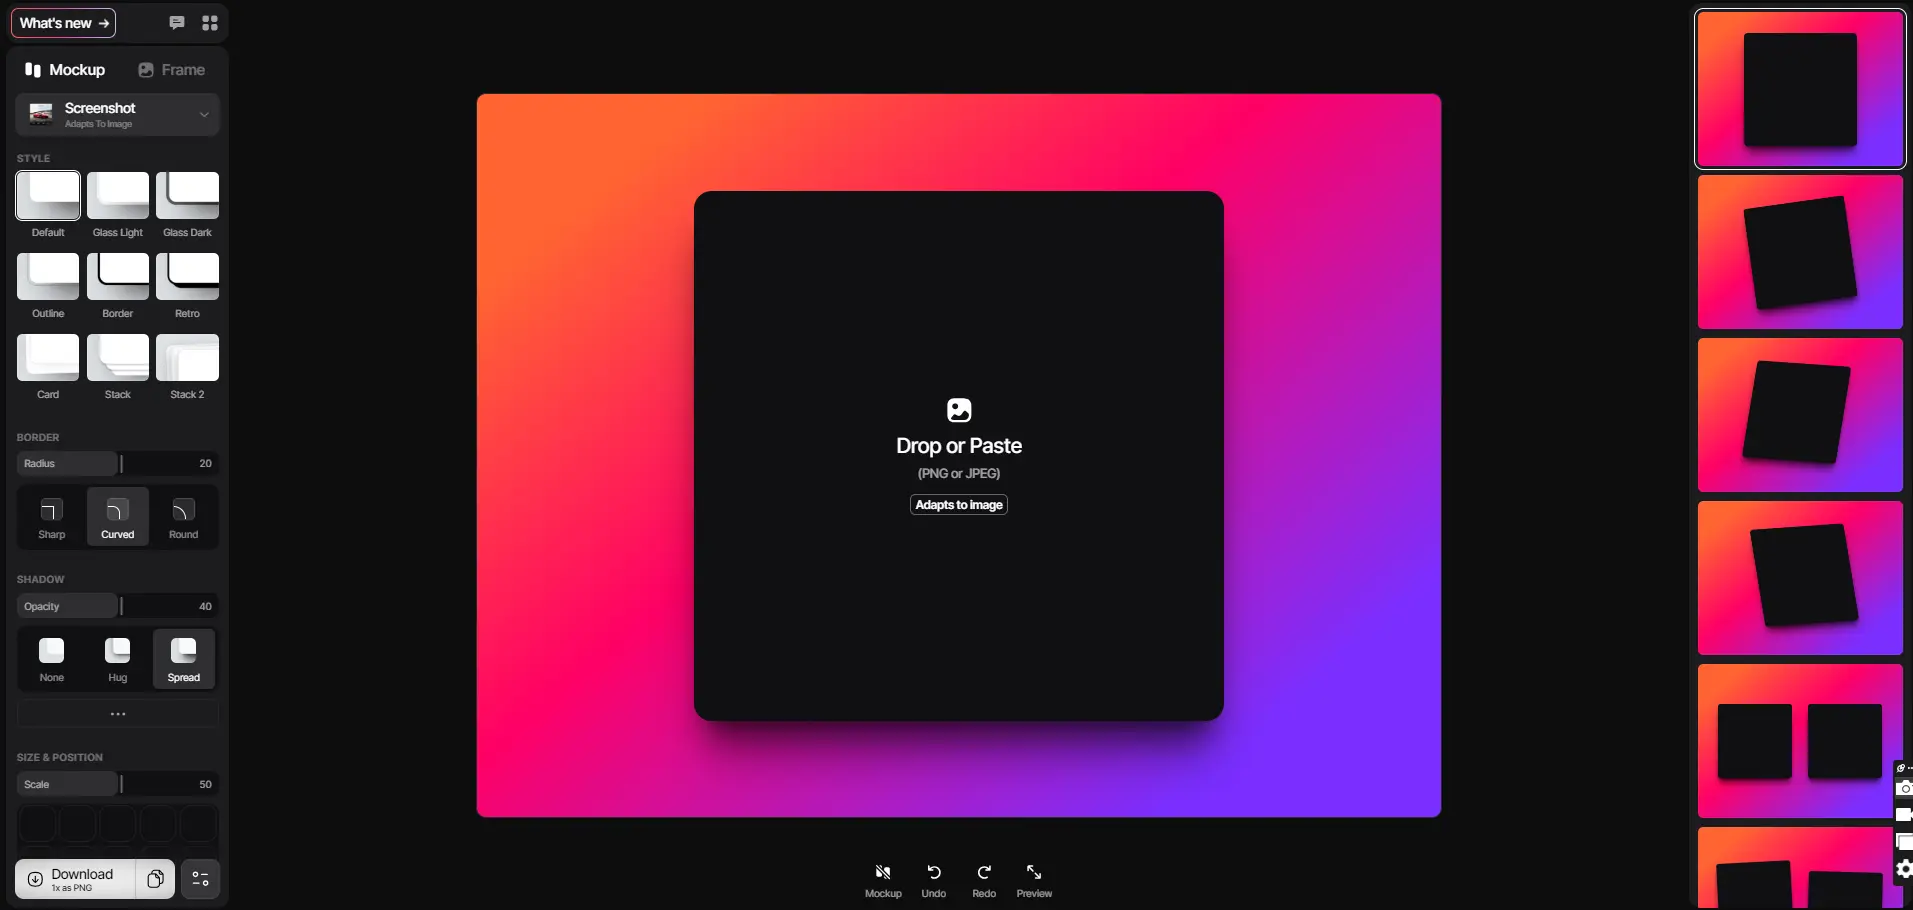 What's new →
Mockup
Frame
Screenshot
Adapts To Image
STYLE
Default
Glass Light
Glass Dark
Outline
Border
Retro
Card
Stack
Stack 2
BORDER
Radius
20
Sharp
Curved
Round
SHADOW
Opacity
40
None
Hug
Spread
SIZE & POSITION
Scale
50
Download
1x as PNG
Drop or Paste
(PNG or JPEG)
Adapts to image
Mockup
Undo
Redo
Preview